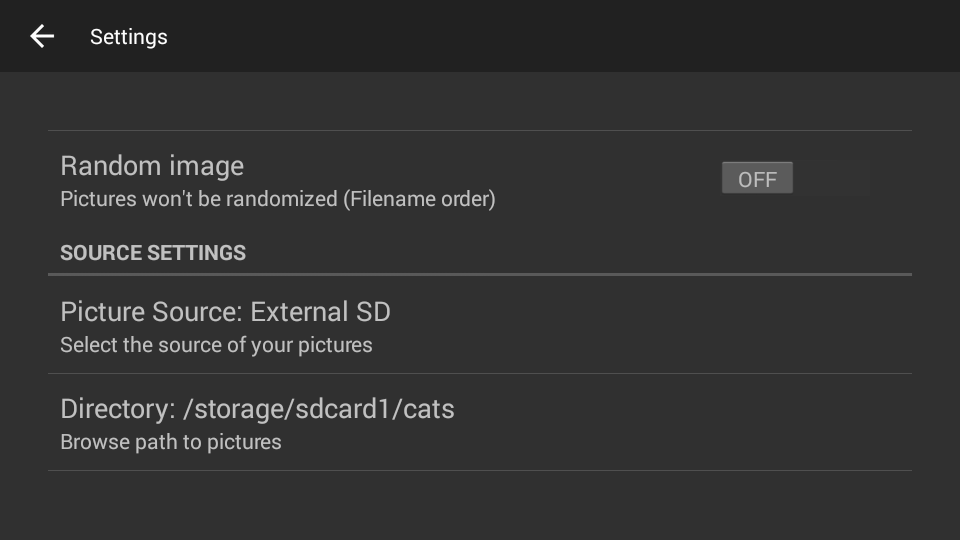 Settings
Random image
Pictures won't be randomized (Filename order)
OFF
SOURCE SETTINGS
Picture Source: External SD
Select the source of your pictures
Directory: /storage/sdcard1/cats
Browse path to pictures